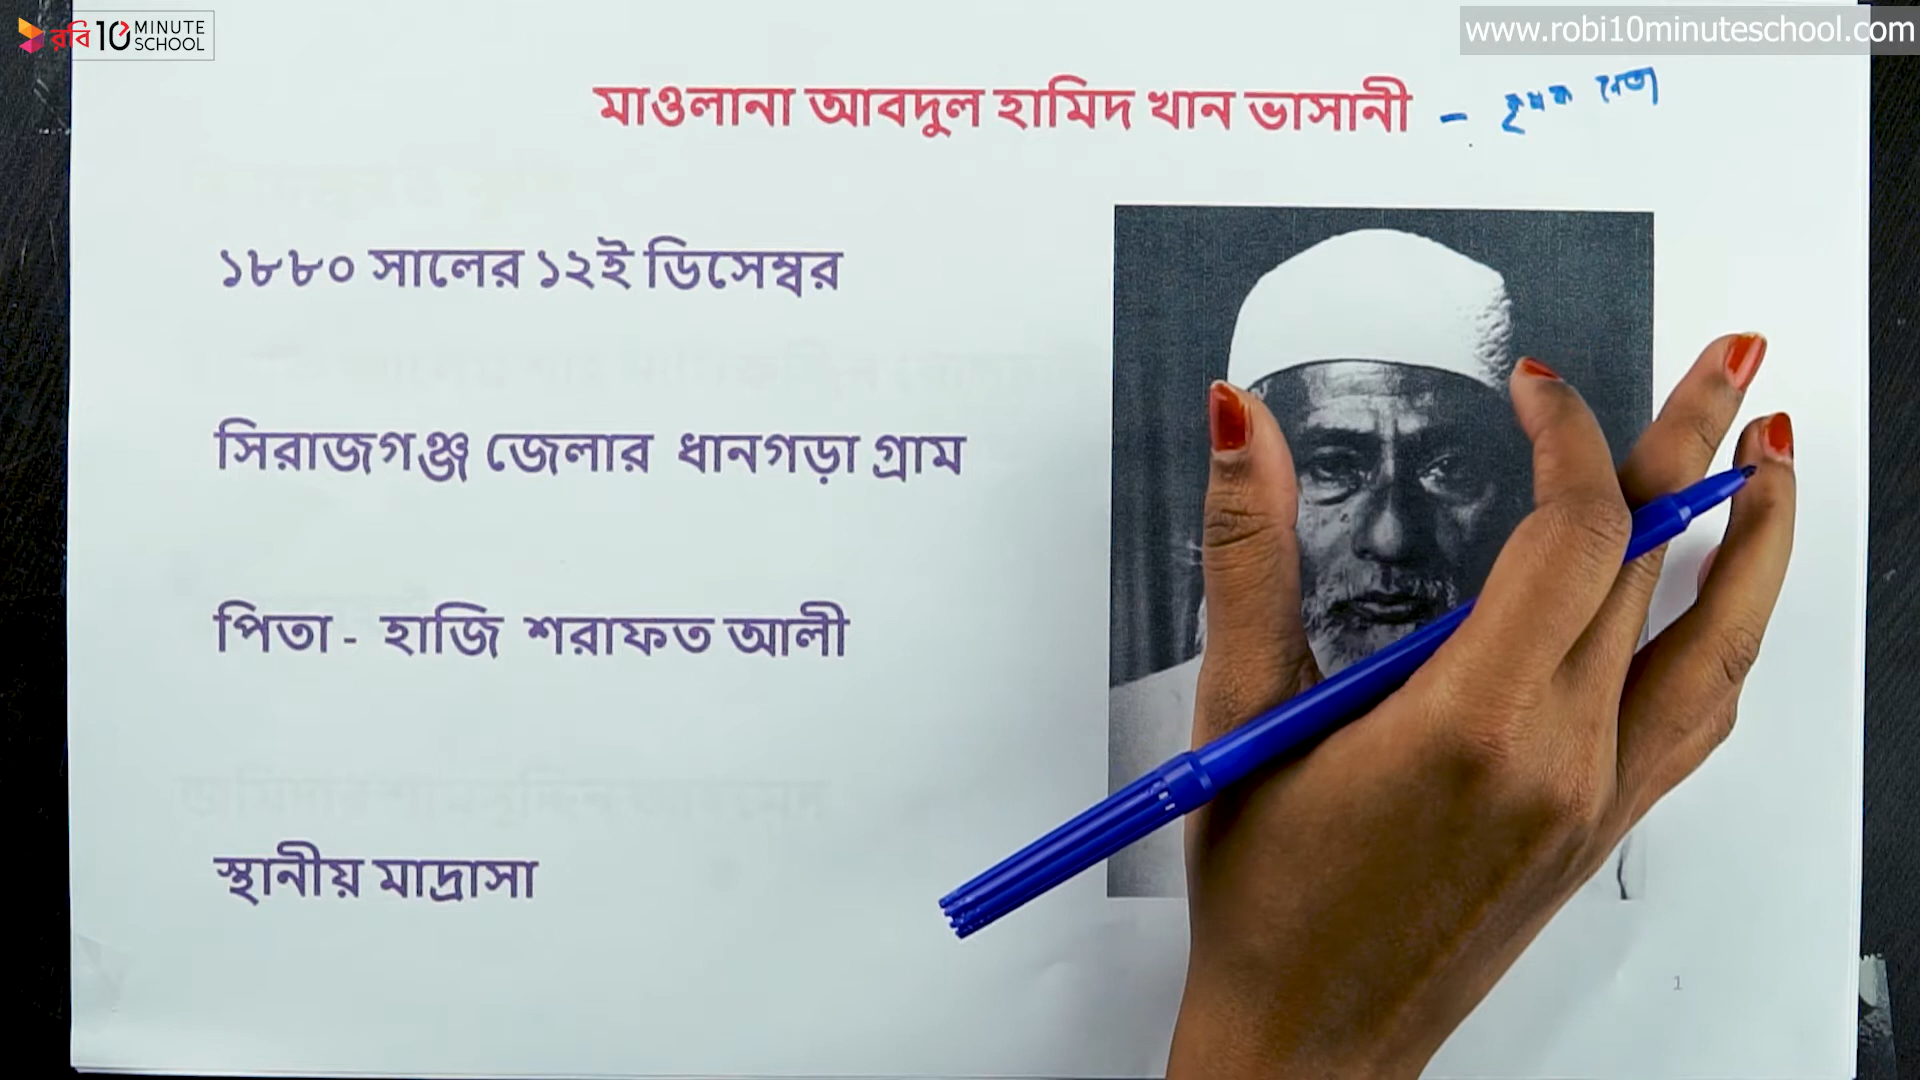 রবি 10 MINUTE SCHOOL
www.robi10minuteschool.com
মাওলানা আবদুল হামিদ খান ভাসানী - কৃষক নেতা
১৮৮০ সালের ১২ই ডিসেম্বর
সিরাজগঞ্জ জেলার ধানগড়া গ্রাম
পিতা - হাজি শরাফত আলী
স্থানীয় মাদ্রাসা
1